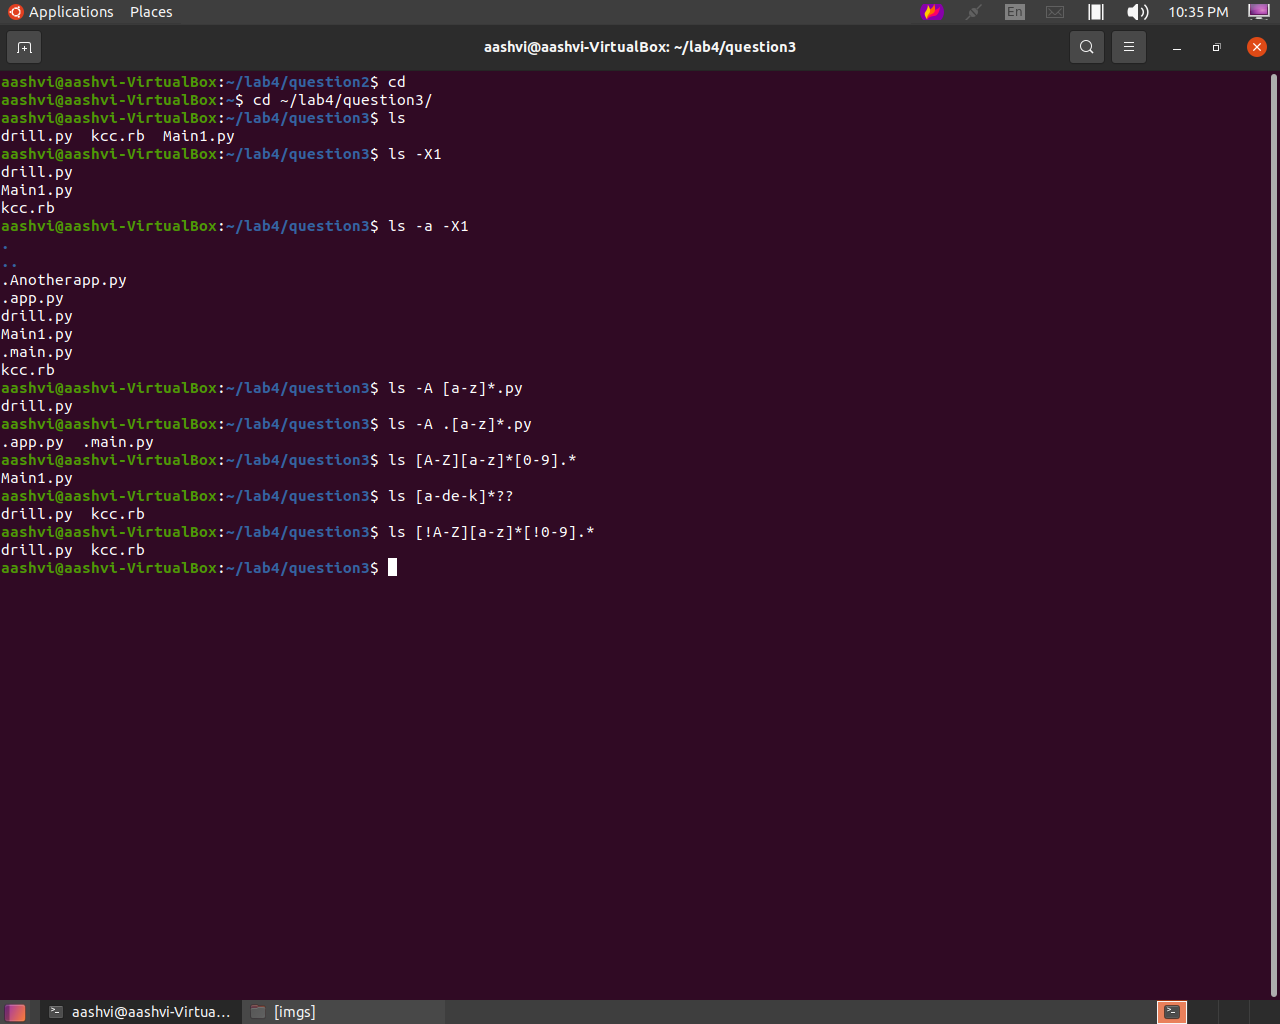 Applications Places En 10:35 PM
aashvi@aashvi-VirtualBox: ~/lab4/question3
aashvi@aashvi-VirtualBox:~/lab4/question2$ cd
aashvi@aashvi-VirtualBox:~$ cd ~/lab4/question3/
aashvi@aashvi-VirtualBox:~/lab4/question3$ ls
drill.py  kcc.rb  Main1.py
aashvi@aashvi-VirtualBox:~/lab4/question3$ ls -X1
drill.py
Main1.py
kcc.rb
aashvi@aashvi-VirtualBox:~/lab4/question3$ ls -a -X1
.
..
.Anotherapp.py
.app.py
drill.py
Main1.py
.main.py
kcc.rb
aashvi@aashvi-VirtualBox:~/lab4/question3$ ls -A [a-z]*.py
drill.py
aashvi@aashvi-VirtualBox:~/lab4/question3$ ls -A .[a-z]*.py
.app.py  .main.py
aashvi@aashvi-VirtualBox:~/lab4/question3$ ls [A-Z][a-z]*[0-9].*
Main1.py
aashvi@aashvi-VirtualBox:~/lab4/question3$ ls [a-de-k]*??
drill.py  kcc.rb
aashvi@aashvi-VirtualBox:~/lab4/question3$ ls [!A-Z][a-z]*[!0-9].*
drill.py  kcc.rb
aashvi@aashvi-VirtualBox:~/lab4/question3$
aashvi@aashvi-Virtua... [imgs]